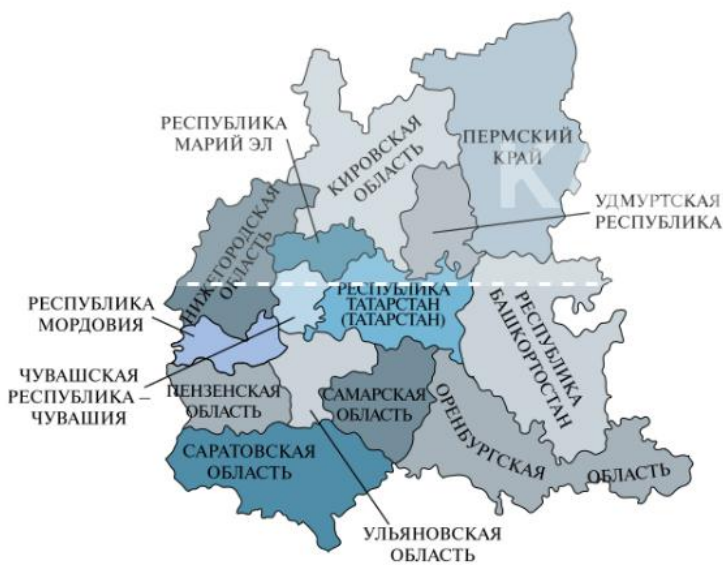 РЕСПУБЛИКА
МАРИЙ ЭЛ
КИРОВСКАЯ
ОБЛАСТЬ
ПЕРМСКИЙ
КРАЙ
К
УДМУРТСКАЯ
РЕСПУБЛИКА
НИЖЕГОРОДСКАЯ
ОБЛАСТЬ
РЕСПУБЛИКА
ТАТАРСТАН
(ТАТАРСТАН)
РЕСПУБЛИКА
БАШКОРТОСТАН
РЕСПУБЛИКА
МОРДОВИЯ
ЧУВАШСКАЯ
РЕСПУБЛИКА –
ЧУВАШИЯ
ПЕНЗЕНСКАЯ
ОБЛАСТЬ
САМАРСКАЯ
ОБЛАСТЬ
ОРЕНБУРГСКАЯ ОБЛАСТЬ
САРАТОВСКАЯ
ОБЛАСТЬ
УЛЬЯНОВСКАЯ
ОБЛАСТЬ